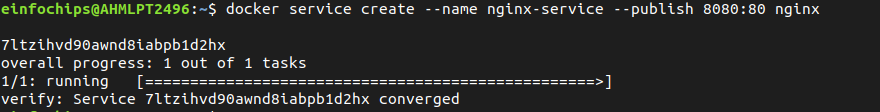 einfochips@AHMLPT2496:~$ docker service create --name nginx-service --publish 8080:80 nginx
7ltzihvd90awnd8iabpb1d2hx
overall progress: 1 out of 1 tasks
1/1: running   [==================================================>]
verify: Service 7ltzihvd90awnd8iabpb1d2hx converged